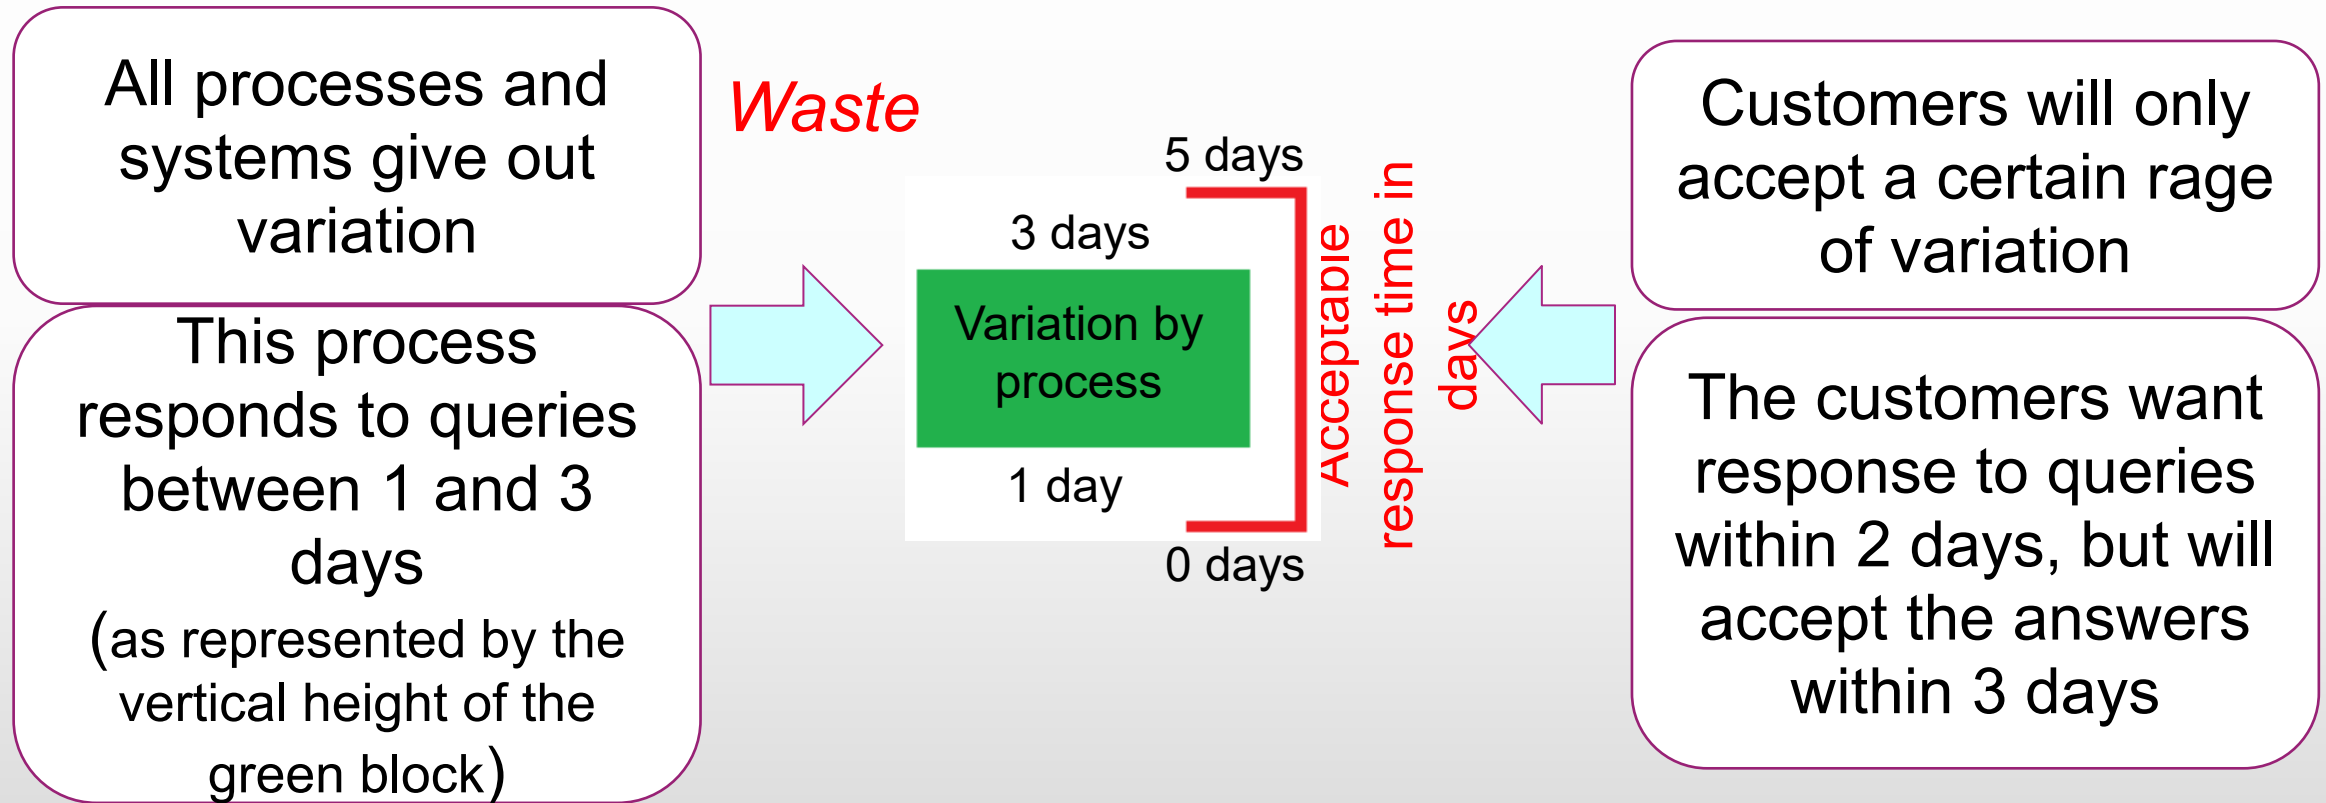 All processes and
systems give out
variation
This process
responds to queries
between 1 and 3
days
(as represented by the
vertical height of the
green block)
Waste
5 days
3 days
Variation by
process
1 day
0 days
Acceptable
response time in
days
Customers will only
accept a certain rage
of variation
The customers want
response to queries
within 2 days, but will
accept the answers
within 3 days